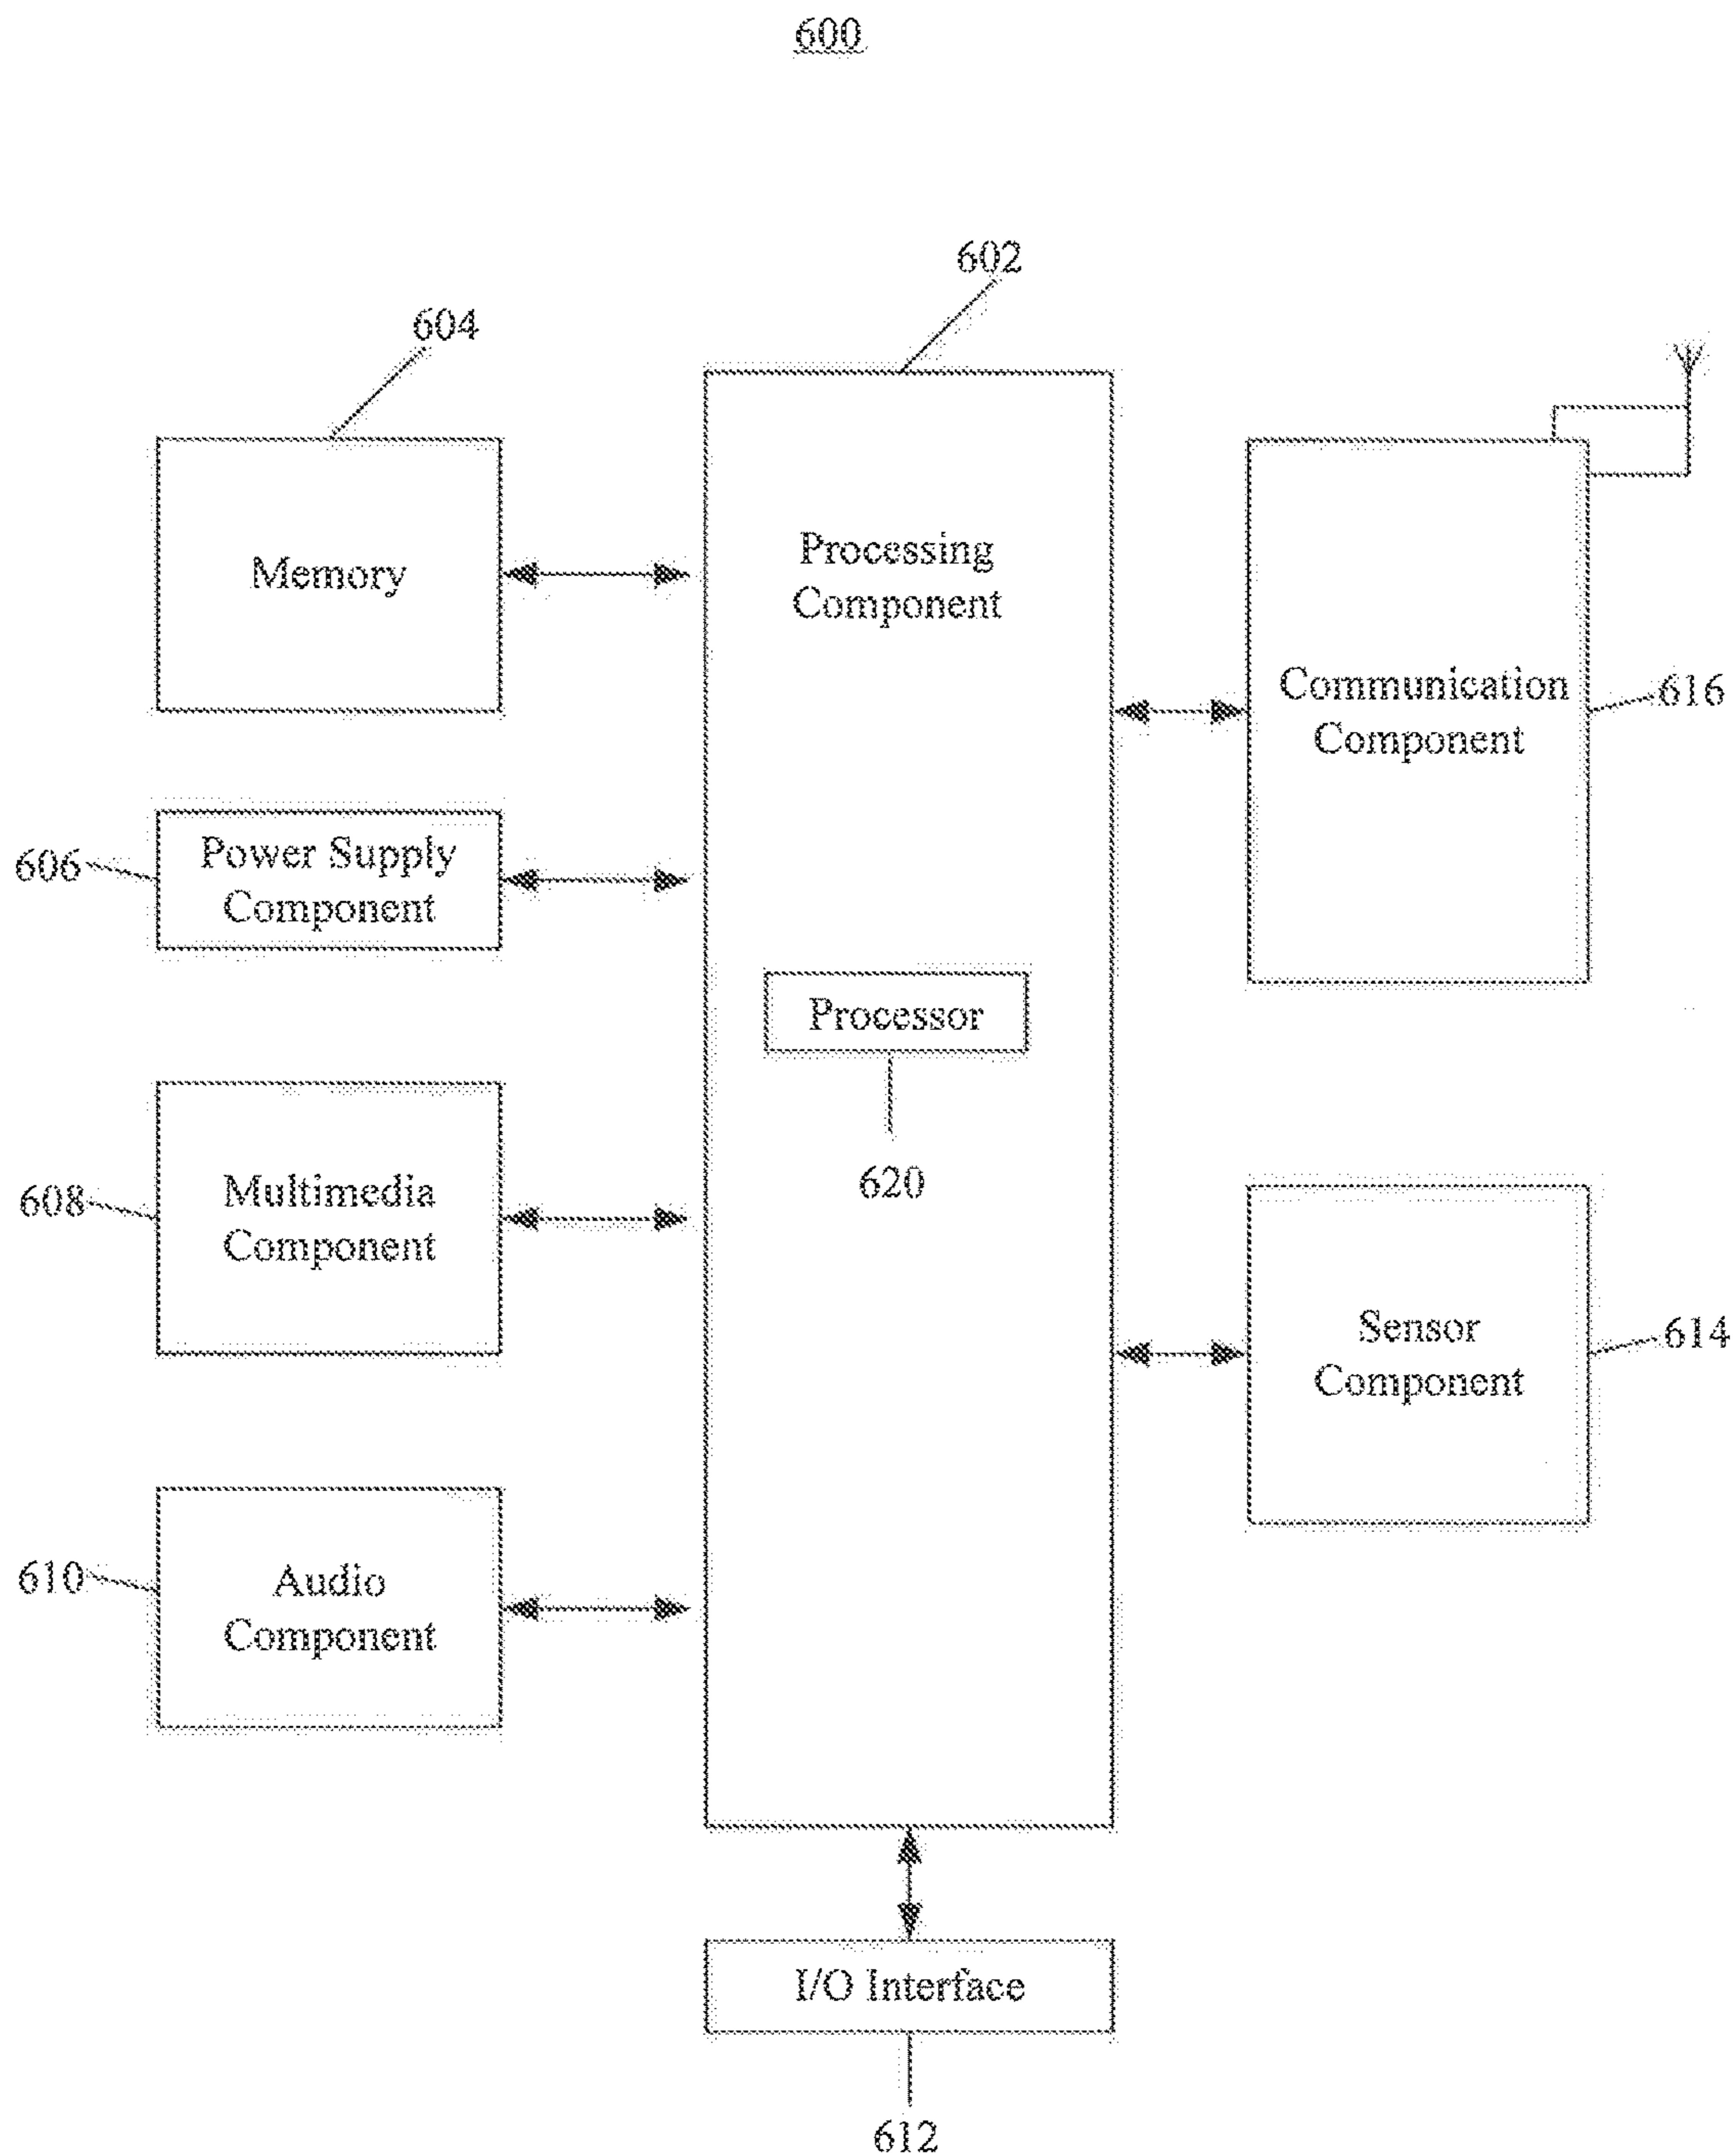 600
602
604
Memory
Processing
Component
Communication
Component
616
606
Power Supply
Component
Processor
620
608
Multimedia
Component
Sensor
Component
614
610
Audio
Component
I/O Interface
612